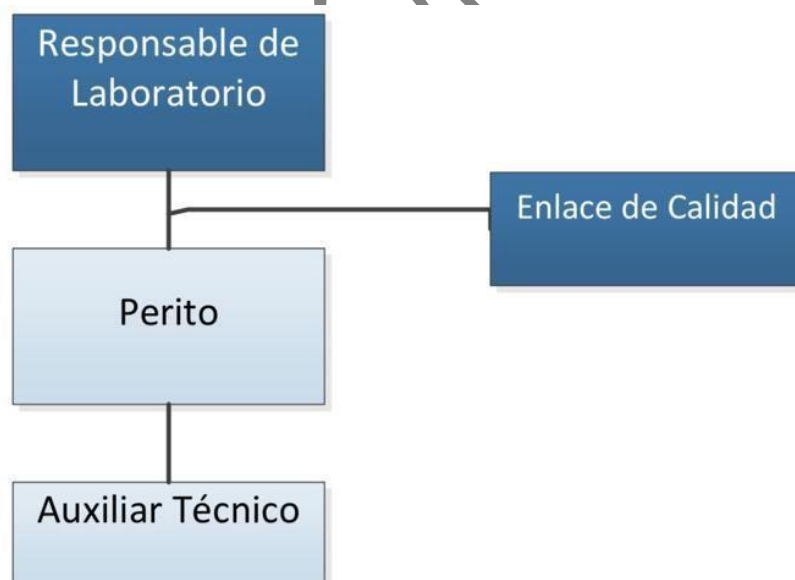 Responsable de
Laboratorio
Enlace de Calidad
Perito
Auxiliar Técnico